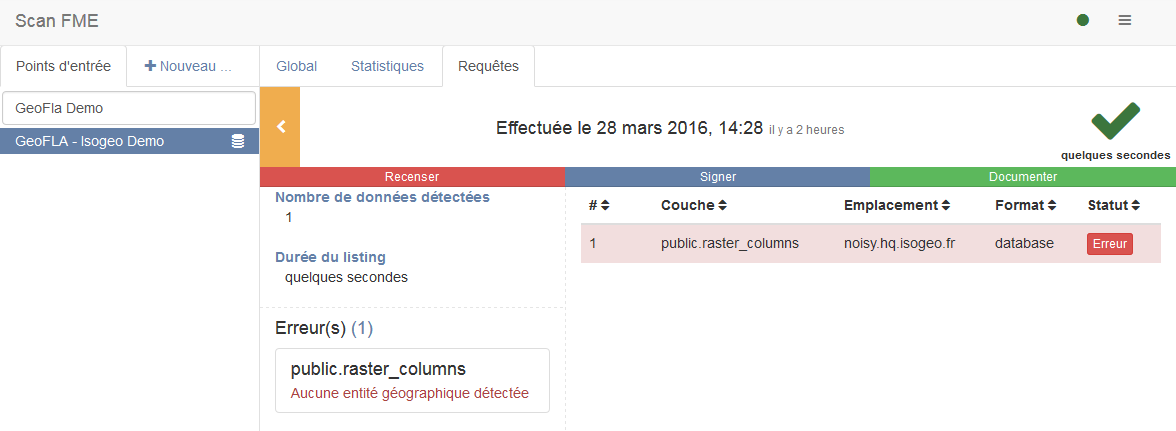 Scan FME
Points d'entrée
Nouveau ...
Global
Statistiques
Requêtes
GeoFla Demo
GeoFLA - Isogeo Demo
Effectuée le 28 mars 2016, 14:28 il y a 2 heures
quelques secondes
Recenser
Signer
Documenter
Nombre de données détectées
1
Durée du listing
quelques secondes
Erreur(s) (1)
public.raster_columns
Aucune entité géographique détectée
# Couche Emplacement Format Statut
1 public.raster_columns noisy.hq.isogeo.fr database Erreur